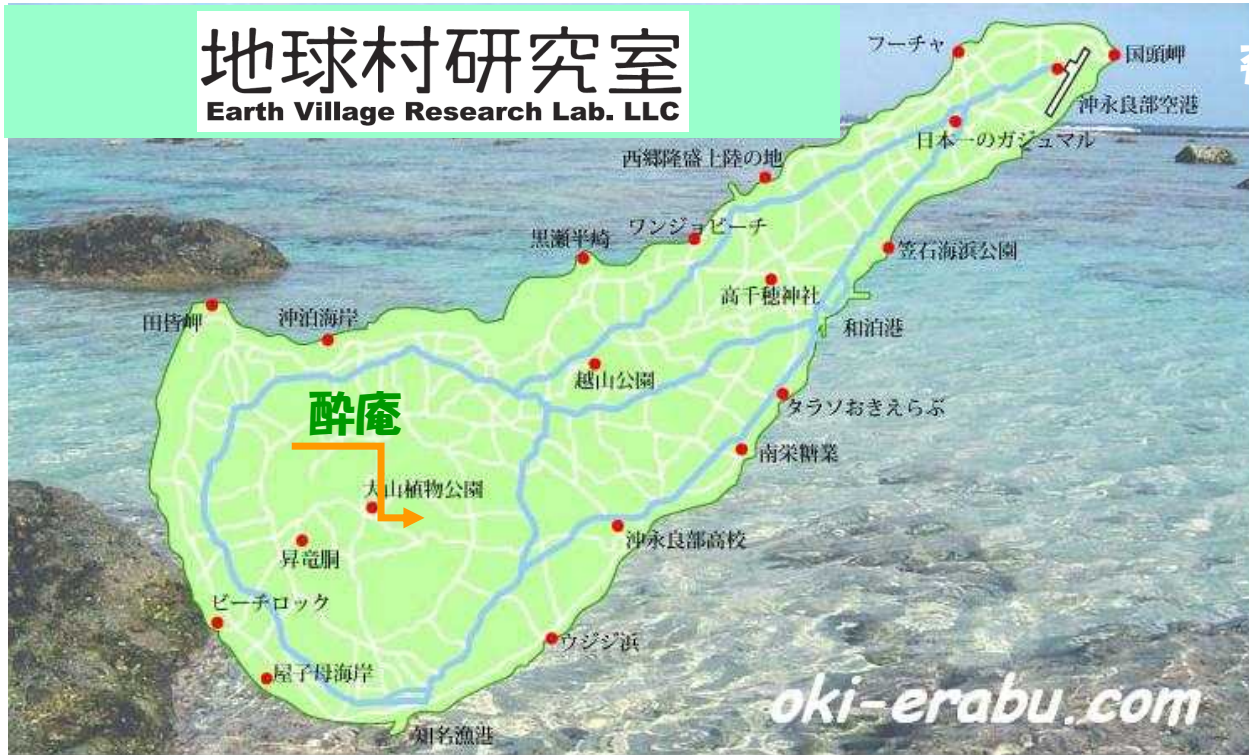 地球村研究室
Earth Village Research Lab. LLC
フーチャ
国頭岬
沖永良部空港
日本一のガジュマル
西郷隆盛上陸の地
ワンジョビーチ
黒瀬半崎
笠石海浜公園
高千穂神社
和泊港
田皆岬
沖泊海岸
越山公園
タラソおきえらぶ
酔庵
南栄糖業
大山植物公園
沖永良部高校
昇竜胴
ビーチロック
ウジジ浜
屋子母海岸
知名漁港
oki-erabu.com